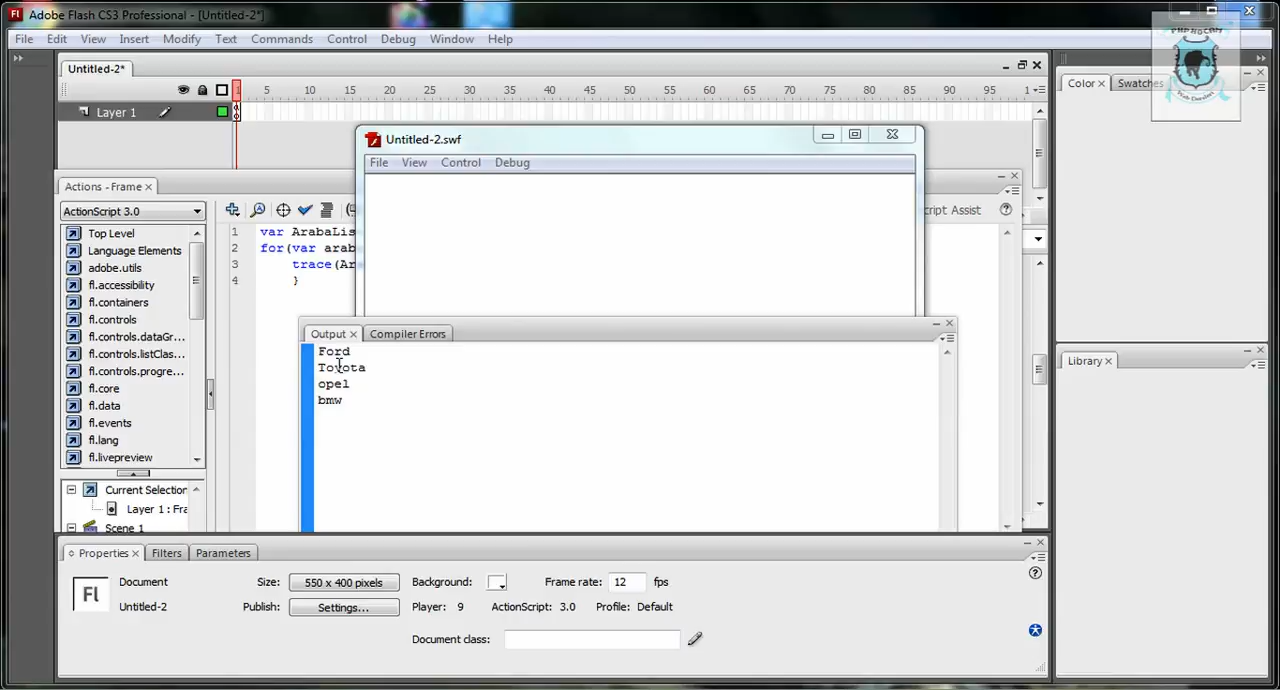 Adobe Flash CS3 Professional - [Untitled-2*]
File Edit View Insert Modify Text Commands Control Debug Window Help
Untitled-2*
1 5 10 15 20 25 30 35 40 45 50 55 60 65 70 75 80 85 90 95 1
Layer 1
Untitled-2.swf
File View Control Debug
Actions - Frame
ActionScript 3.0
cript Assist
Top Level
Language Elements
adobe.utils
fl.accessibility
fl.containers
fl.controls
fl.controls.dataGr...
fl.controls.listClas...
fl.controls.progre...
fl.core
fl.data
fl.events
fl.lang
fl.livepreview
Current Selection
Layer 1 : Fra
Scene 1
1 var ArabaLis
2 for(var arab
3 trace(Ar
4 }
Output Compiler Errors
Ford
Toyota
opel
bmw
Properties Filters Parameters
Fl
Document
Untitled-2
Size: 550 x 400 pixels
Background:
Frame rate: 12 fps
Publish: Settings...
Player: 9 ActionScript: 3.0 Profile: Default
Document class:
Color Swatches
Library
PHPHDCAM